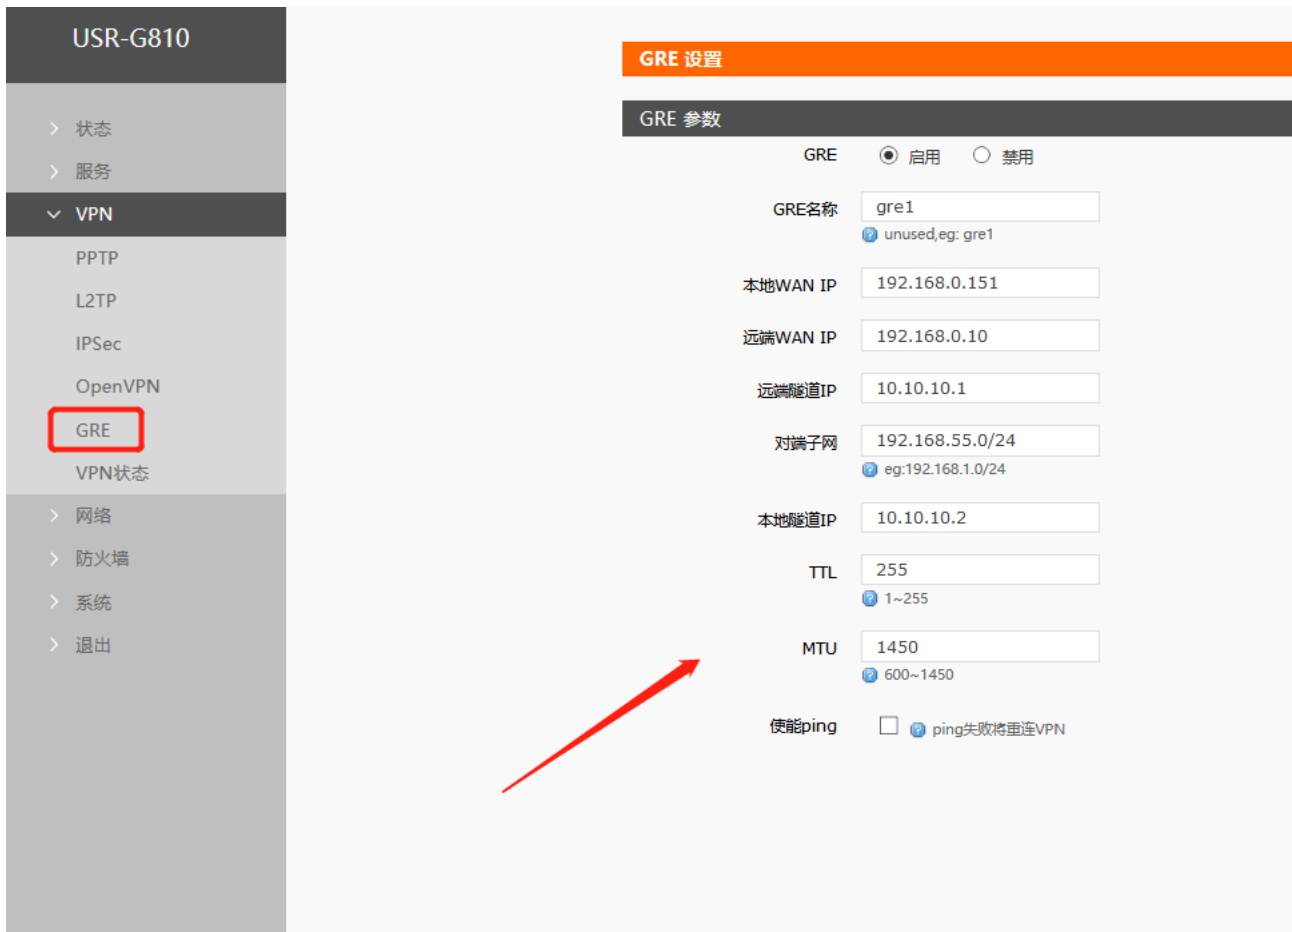 USR-G810
状态
服务
VPN
PPTP
L2TP
IPSec
OpenVPN
GRE
VPN状态
网络
防火墙
系统
退出
GRE 设置
GRE 参数
GRE 启用 禁用
GRE名称 gre1
unused,eg: gre1
本地WAN IP 192.168.0.151
远端WAN IP 192.168.0.10
远端隧道IP 10.10.10.1
对端子网 192.168.55.0/24
eg:192.168.1.0/24
本地隧道IP 10.10.10.2
TTL 255
1~255
MTU 1450
600~1450
使能ping ping失败将重连VPN